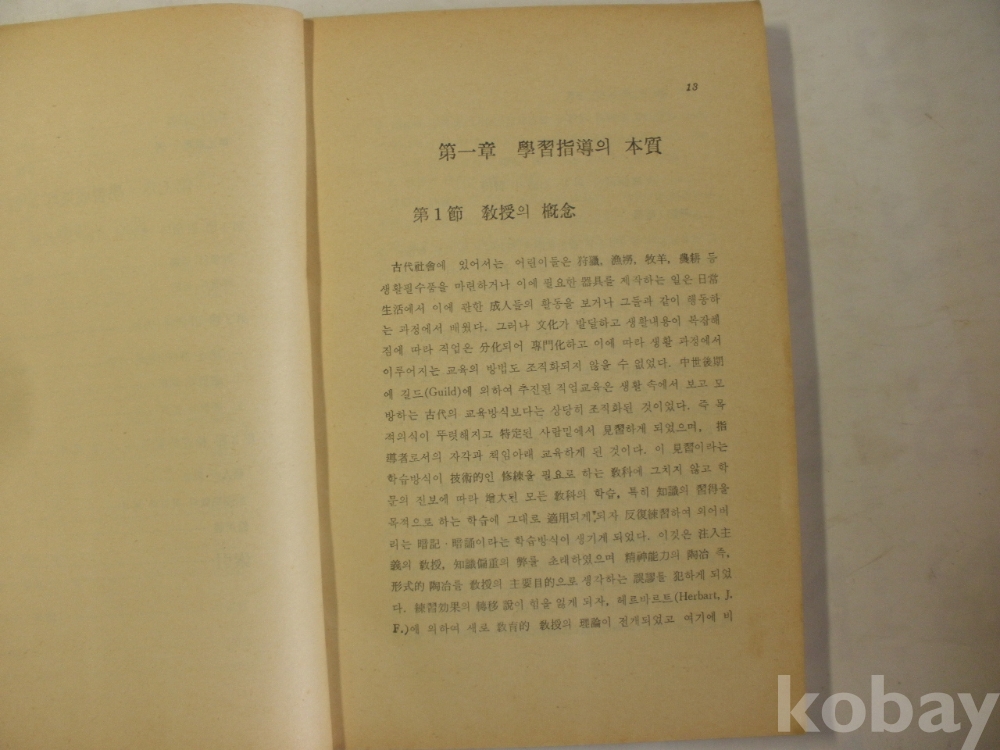 13
第一章 學習指導의 本質
第1節 敎授의 槪念
古代社會에 있어서는 어린이들은 狩獵, 漁撈, 牧羊, 農耕 등
생활필수품을 마련하거나 이에 필요한 器具를 제작하는 일은 日常
生活에서 이에 관한 成人들의 활동을 보거나 그들과 같이 행동하
는 과정에서 배웠다. 그러나 文化가 발달하고 생활내용이 복잡해
짐에 따라 직업은 分化되어 專門化하고 이에 따라 생활 과정에서
이루어지는 교육의 방법도 조직화되지 않을 수 없었다. 中世後期
에 길드(Guild)에 의하여 추진된 직업교육은 생활 속에서 보고 모
방하는 古代의 교육방식보다는 상당히 조직화된 것이었다. 즉 목
적의식이 뚜렷해지고 特定된 사람밑에서 見習하게 되었으며, 指
導者로서의 자각과 책임아래 교육하게 된 것이다. 이 見習이라는
학습방식이 技術的인 修練을 필요로 하는 敎科에 그치지 않고 학
문의 진보에 따라 增大된 모든 敎科의 학습, 특히 知識의 習得을
목적으로 하는 학습에 그대로 適用되게 되자 反復練習하여 외어버
리는 暗記·暗誦이라는 학습방식이 생기게 되었다. 이것은 注入主
義의 敎授, 知識偏重의 弊를 초래하였으며 精神能力의 陶冶 즉,
形式的 陶冶를 敎授의 主要目的으로 생각하는 誤謬를 犯하게 되었
다. 練習効果의 轉移 說이 힘을 잃게 되자, 헤르바르트(Herbart, J.
F.)에 의하여 새로 敎育的 敎授의 理論이 전개되었고 여기에 비
kobay